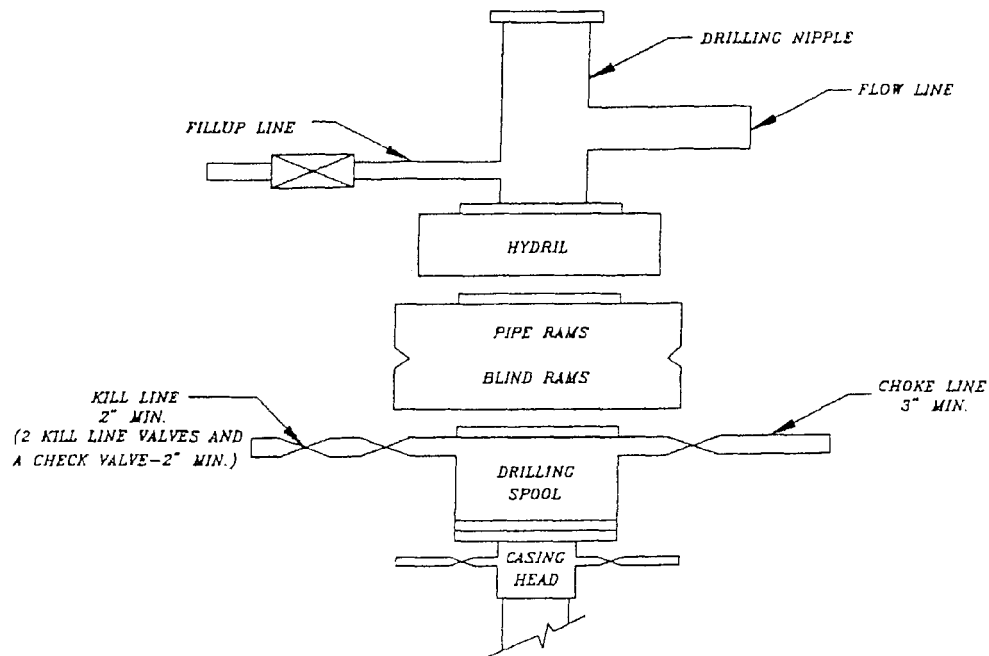 DRILLING NIPPLE
FLOW LINE
FILLUP LINE
HYDRIL
PIPE RAMS
BLIND RAMS
KILL LINE
2" MIN.
(2 KILL LINE VALVES AND
A CHECK VALVE-2" MIN.)
CHOKE LINE
3" MIN.
DRILLING
SPOOL
CASING
HEAD